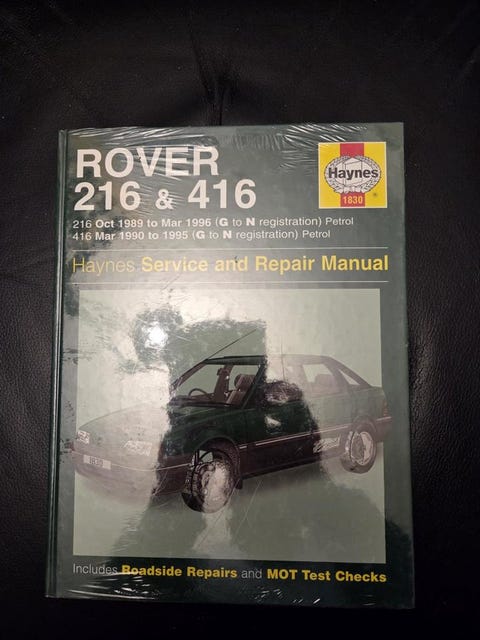 ROVER
216 & 416
Haynes
1830
216 Oct 1989 to Mar 1996 (G to N registration) Petrol
416 Mar 1990 to 1995 (G to N registration) Petrol
Haynes Service and Repair Manual
Includes Roadside Repairs and MOT Test Checks